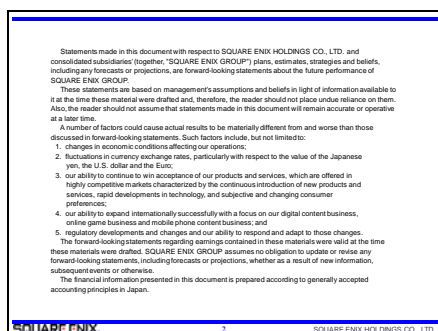 Statements made in this document with respect to SQUARE ENIX HOLDINGS CO., LTD. and
consolidated subsidiaries' (together, "SQUARE ENIX GROUP") plans, estimates, strategies and beliefs,
including any forecasts or projections, are forward-looking statements about the future performance of
SQUARE ENIX GROUP.
These statements are based on management's assumptions and beliefs in light of information available to
it at the time these material were drafted and, therefore, the reader should not place undue reliance on them.
Also, the reader should not assume that statements made in this document will remain accurate or operative
at a later time.
A number of factors could cause actual results to be materially different from and worse than those
discussed in forward-looking statements. Such factors include, but not limited to:
1. changes in economic conditions affecting our operations;
2. fluctuations in currency exchange rates, particularly with respect to the value of the Japanese
yen, the U.S. dollar and the Euro;
3. our ability to continue to win acceptance of our products and services, which are offered in
highly competitive markets characterized by the continuous introduction of new products and
services, rapid developments in technology, and subjective and changing consumer
preferences;
4. our ability to expand internationally successfully with a focus on our digital content business,
online game business and mobile phone content business; and
5. regulatory developments and changes and our ability to respond and adapt to those changes.
The forward-looking statements regarding earnings contained in these materials were valid at the time
these materials were drafted. SQUARE ENIX GROUP assumes no obligation to update or revise any
forward-looking statements, including forecasts or projections, whether as a result of new information,
subsequent events or otherwise.
The financial information presented in this document is prepared according to generally accepted
accounting principles in Japan.
SQUARE ENIX.
2
SQUARE ENIX HOLDINGS CO., LTD.